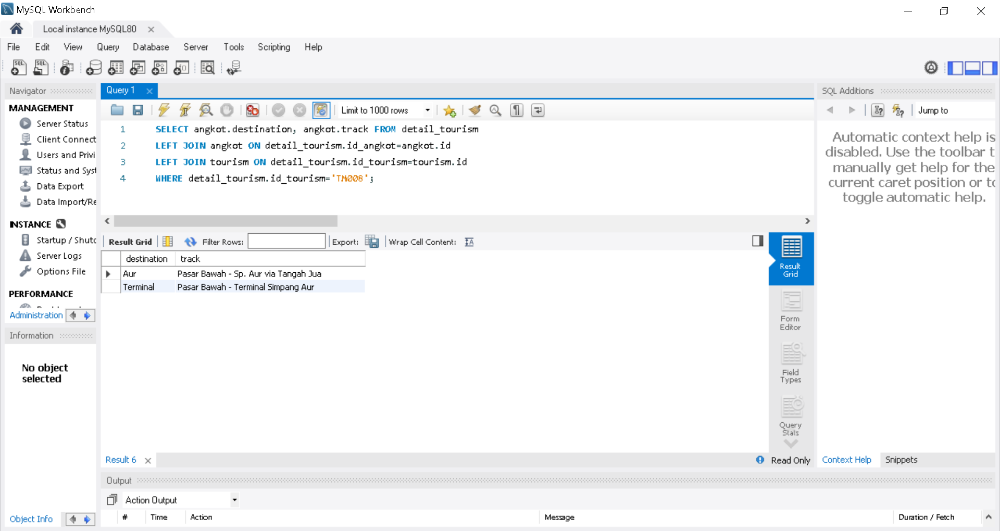 MySQL Workbench
Local instance MySQL80
File Edit View Query Database Server Tools Scripting Help
Navigator
MANAGEMENT
Server Status
Client Connect
Users and Privi
Status and Syst
Data Export
Data Import/Re
INSTANCE
Startup / Shutd
Server Logs
Options File
PERFORMANCE
Administration
Information
No object
selected
Object Info
Query 1
Limit to 1000 rows
1 SELECT angkot.destination, angkot.track FROM detail_tourism
2 LEFT JOIN angkot ON detail_tourism.id_angkot=angkot.id
3 LEFT JOIN tourism ON detail_tourism.id_tourism=tourism.id
4 WHERE detail_tourism.id_tourism='TM008';
Result Grid Filter Rows: Export: Wrap Cell Content:
destination track
Aur Pasar Bawah - Sp. Aur via Tangah Jua
Terminal Pasar Bawah - Terminal Simpang Aur
Result
Grid
Form
Editor
Field
Types
Query
Stats
Result 6
Read Only
SQL Additions
Jump to
Automatic context help is
disabled. Use the toolbar t
manually get help for the
current caret position or to
toggle automatic help.
Context Help Snippets
Output
Action Output
# Time Action Message Duration / Fetch